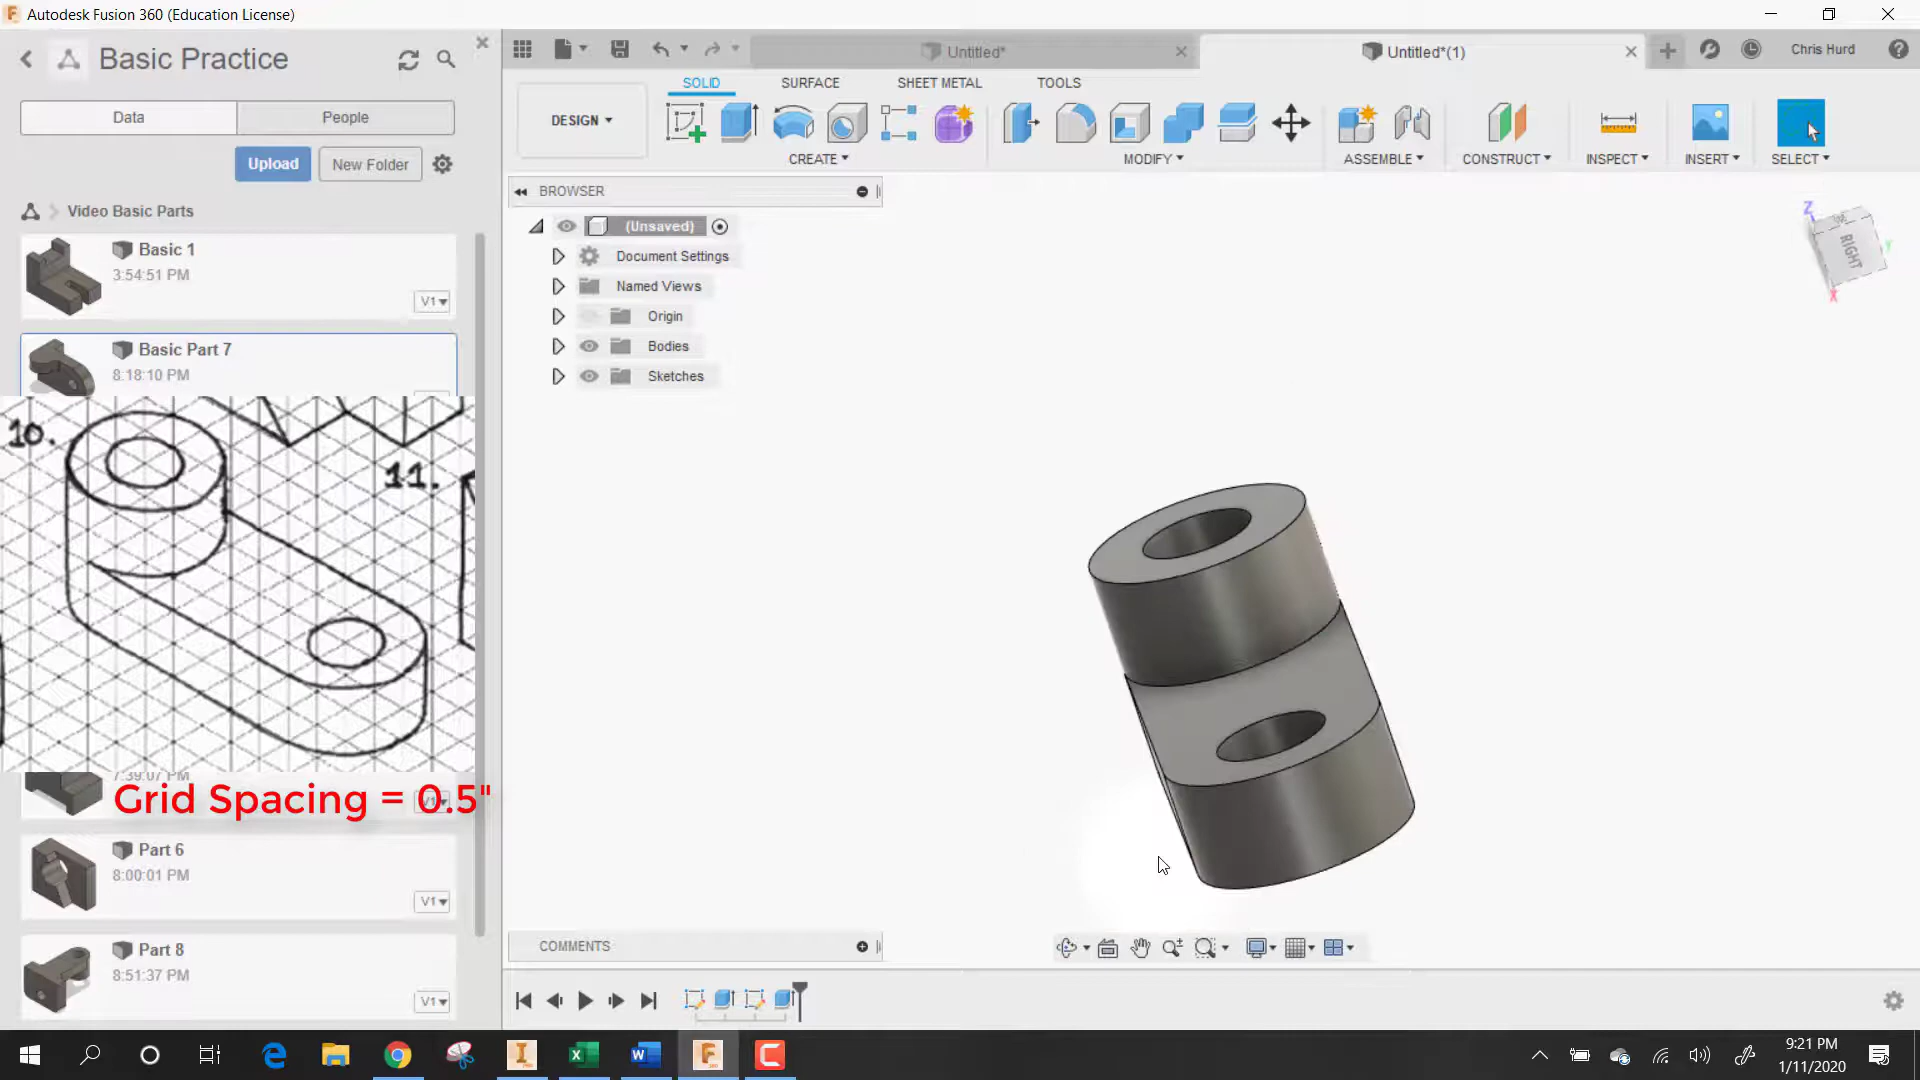 Autodesk Fusion 360 (Education License)
Basic Practice
Untitled*
Untitled*(1)
Chris Hurd
SOLID
SURFACE
SHEET METAL
TOOLS
Data
People
DESIGN
CREATE
MODIFY
ASSEMBLE
CONSTRUCT
INSPECT
INSERT
SELECT
Upload
New Folder
BROWSER
Video Basic Parts
(Unsaved)
Document Settings
Named Views
Origin
Bodies
Sketches
Z
RIGHT
Y
X
Basic 1
3:54:51 PM
V1
Basic Part 7
8:18:10 PM
10.
11.
7:39:07 PM
Grid Spacing = 0.5"
Part 6
8:00:01 PM
V1
Part 8
8:51:37 PM
V1
COMMENTS
9:21 PM
1/11/2020